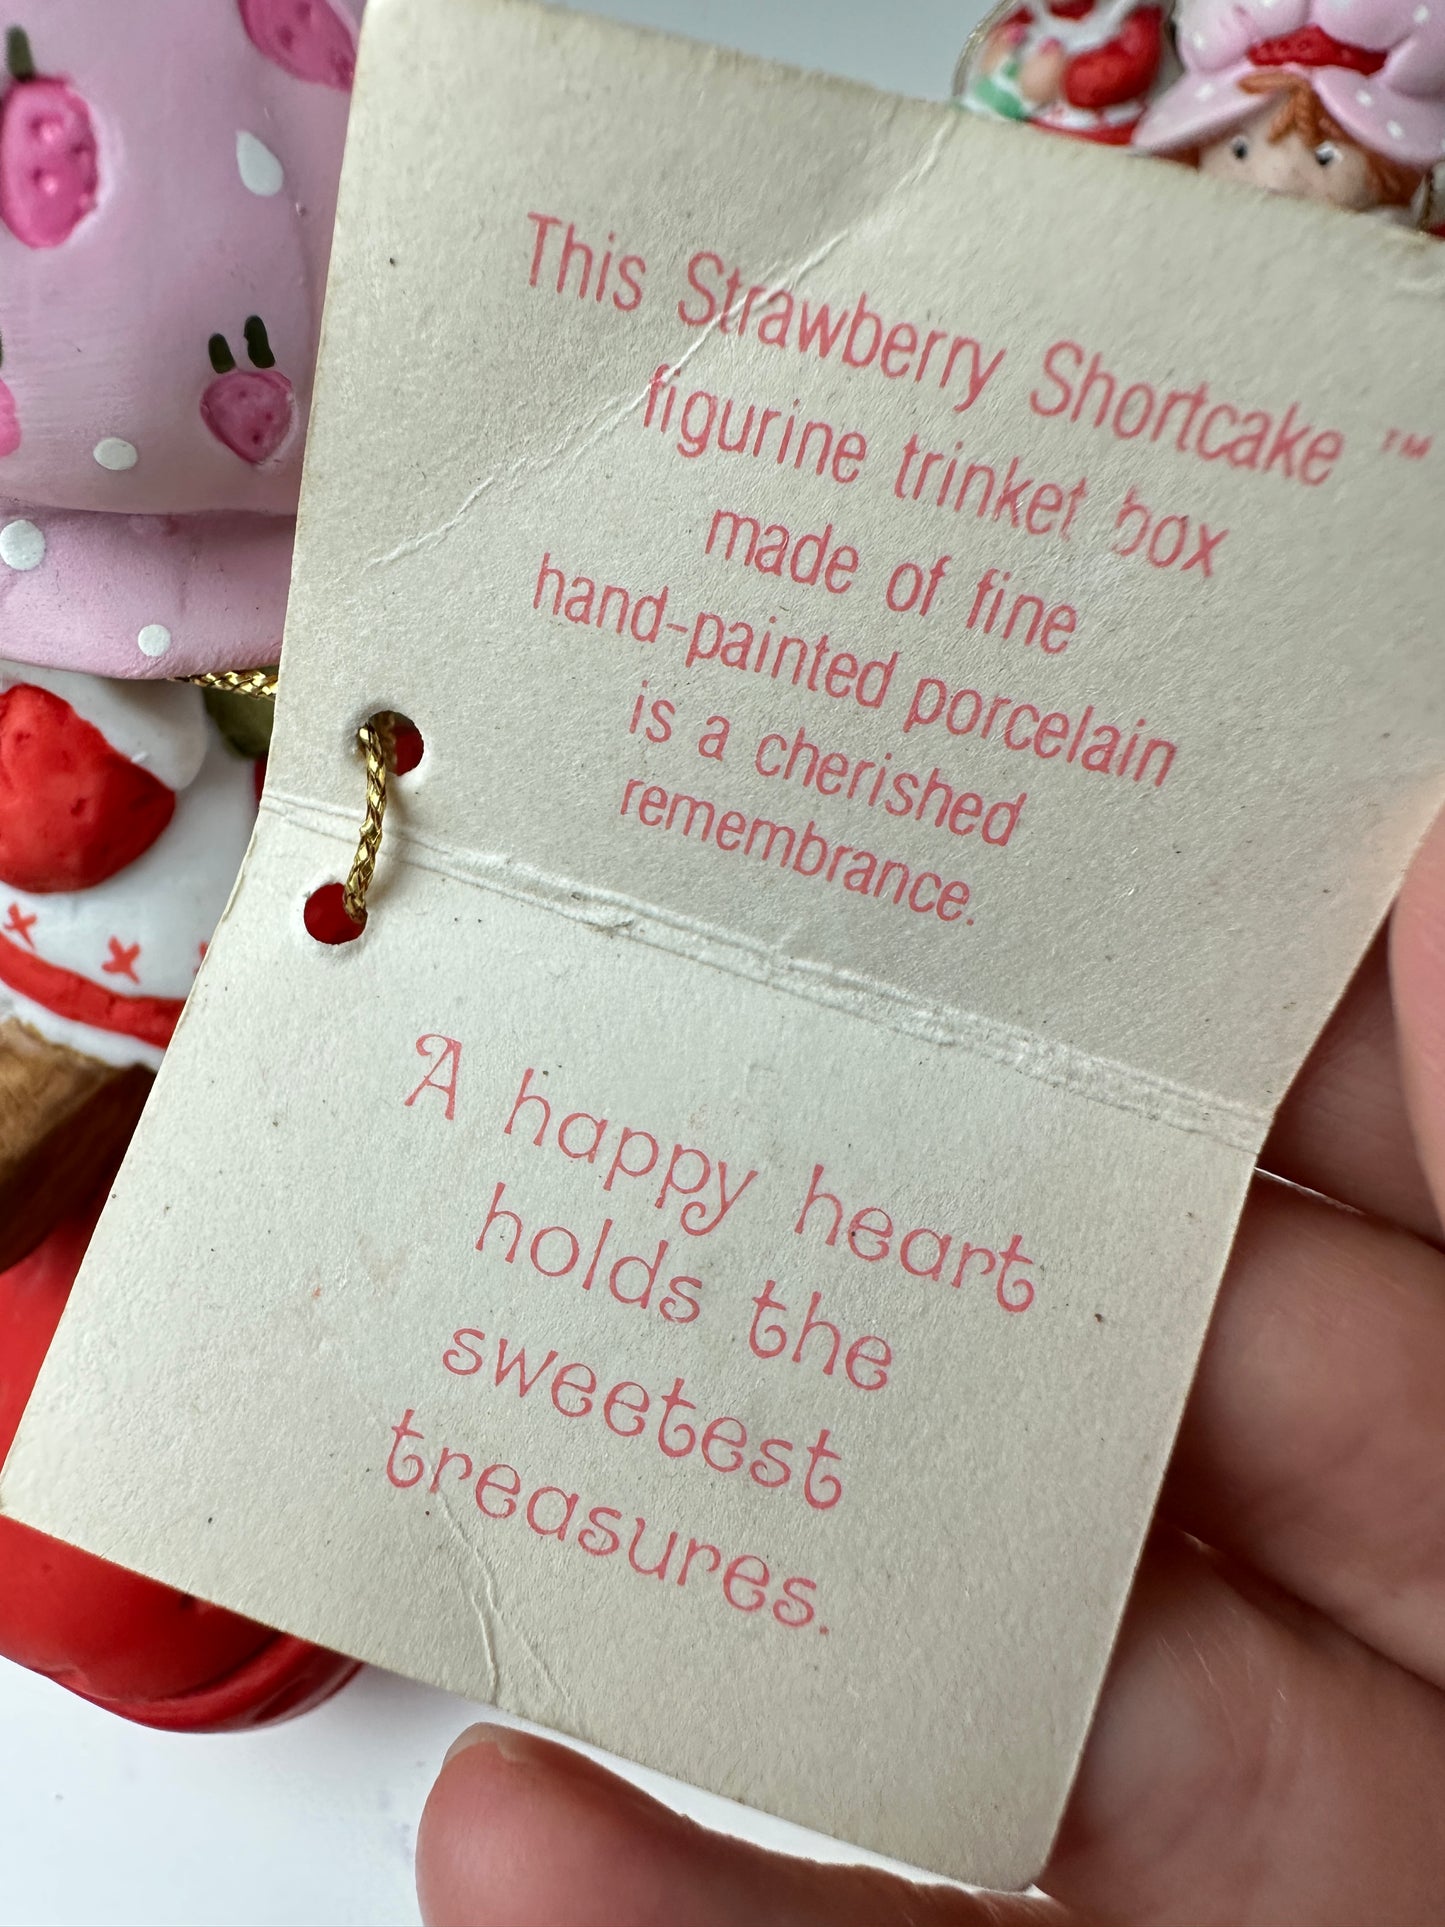 This Strawberry Shortcake ™
figurine trinket box
made of fine
hand-painted porcelain
is a cherished
remembrance.
A happy heart
holds the
sweetest
treasures.